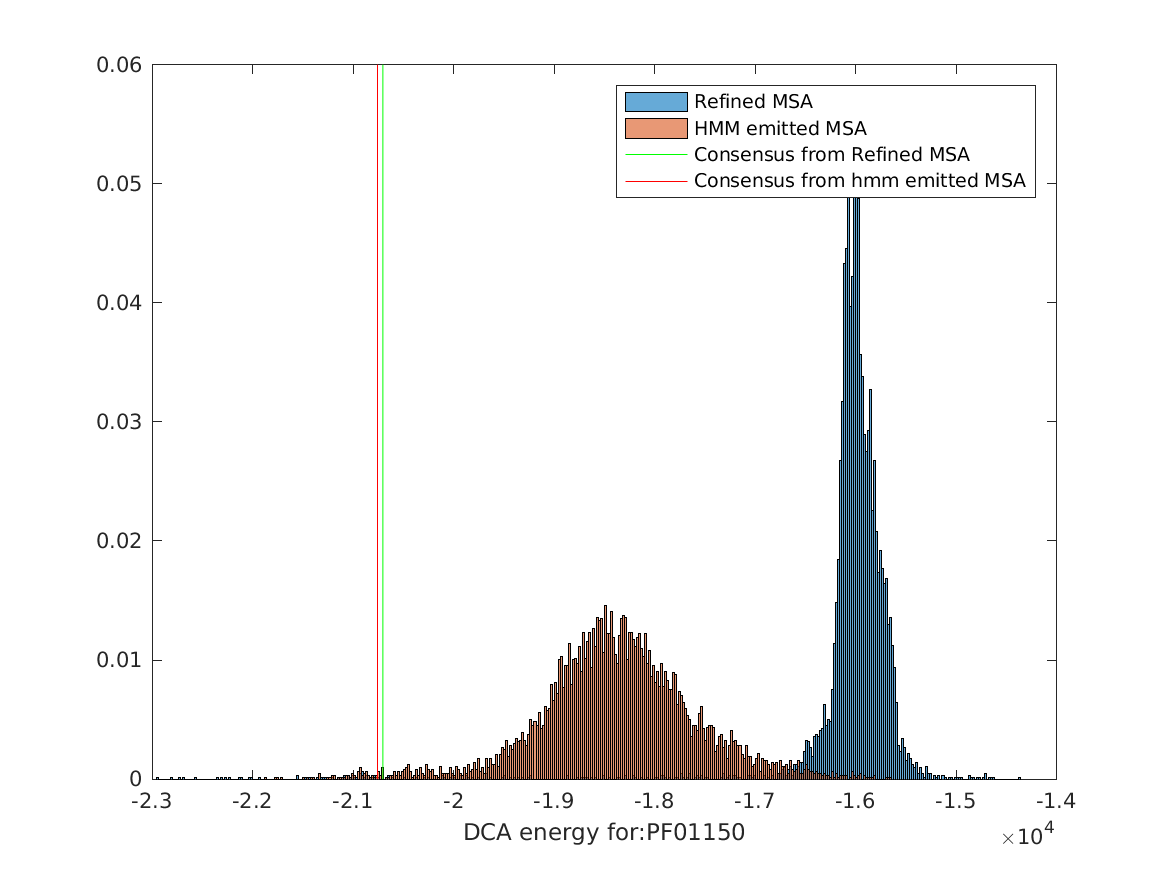 0.06
0.05
0.04
0.03
0.02
0.01
0
Refined MSA
HMM emitted MSA
Consensus from Refined MSA
Consensus from hmm emitted MSA
-2.3 -2.2 -2.1 -2 -1.9 -1.8 -1.7 -1.6 -1.5 -1.4
DCA energy for:PF01150
×10^4